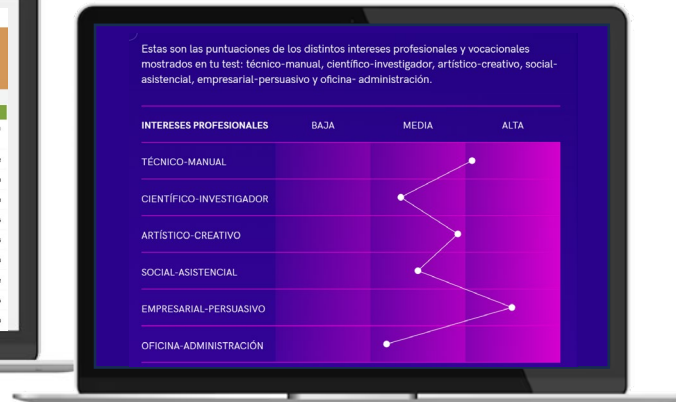 Estas son las puntuaciones de los distintos intereses profesionales y vocacionales
mostrados en tu test: técnico-manual, científico-investigador, artístico-creativo, social-
asistencial, empresarial-persuasivo y oficina- administración.
INTERESES PROFESIONALES BAJA MEDIA ALTA
TÉCNICO-MANUAL
CIENTÍFICO-INVESTIGADOR
ARTÍSTICO-CREATIVO
SOCIAL-ASISTENCIAL
EMPRESARIAL-PERSUASIVO
OFICINA-ADMINISTRACIÓN